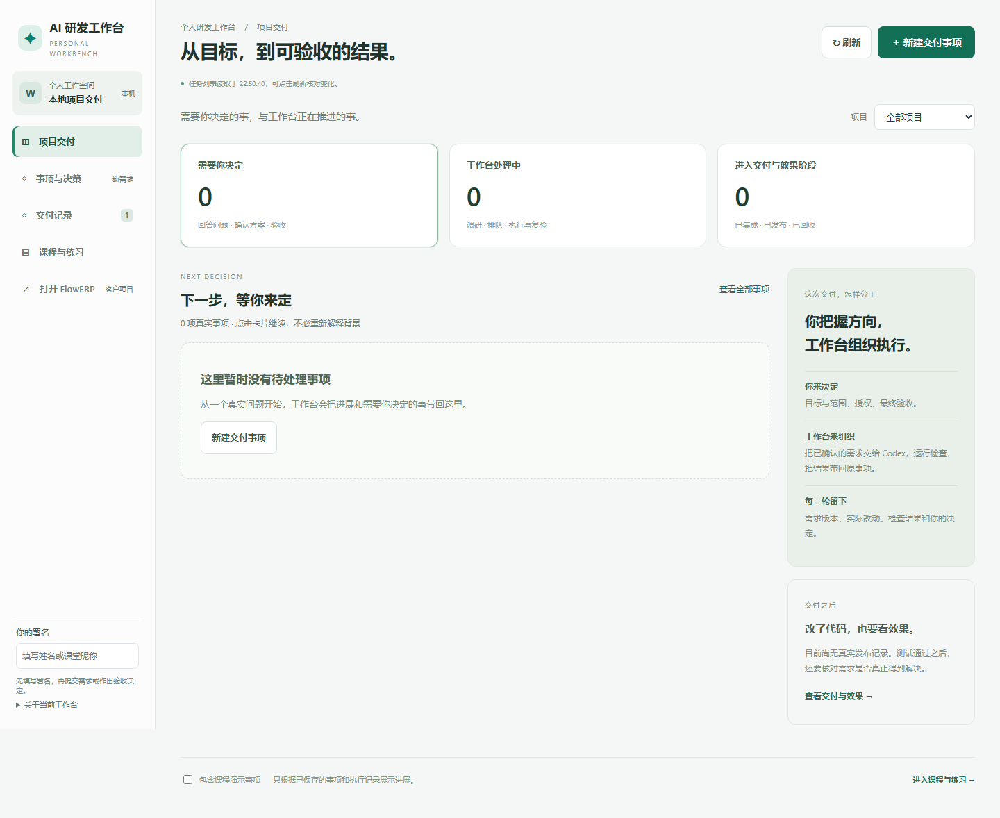 AI 研发工作台
PERSONAL
WORKBENCH
W
个人工作空间
本地项目交付
本机
项目交付
事项与决策
新需求
交付记录
1
课程与练习
打开 FlowERP
客户项目
你的署名
填写姓名或课堂昵称
先填写署名，再提交需求或作出验收决
定。
关于当前工作台
个人研发工作台 / 项目交付
从目标，到可验收的结果。
任务列表读取于 22:50:40；可点击刷新核对变化。
↻ 刷新
＋ 新建交付事项
需要你决定的事，与工作台正在推进的事。
项目
全部项目
需要你决定
0
回答问题 · 确认方案 · 验收
工作台处理中
0
调研 · 排队 · 执行与复验
进入交付与效果阶段
0
已集成 · 已发布 · 已回收
NEXT DECISION
下一步，等你来定
0 项真实事项 · 点击卡片继续，不必重新解释背景
查看全部事项
这里暂时没有待处理事项
从一个真实问题开始，工作台会把进展和需要你决定的事带回这里。
新建交付事项
这次交付，怎样分工
你把握方向，
工作台组织执行。
你来决定
目标与范围、授权、最终验收。
工作台来组织
把已确认的需求交给 Codex，运行检查，
把结果带回原事项。
每一轮留下
需求版本、实际改动、检查结果和你的决
定。
交付之后
改了代码，也要看效果。
目前尚无真实发布记录。测试通过之后，
还要核对需求是否真正得到解决。
查看交付与效果 →
包含课程演示事项
只根据已保存的事项和执行记录展示进展。
进入课程与练习 →